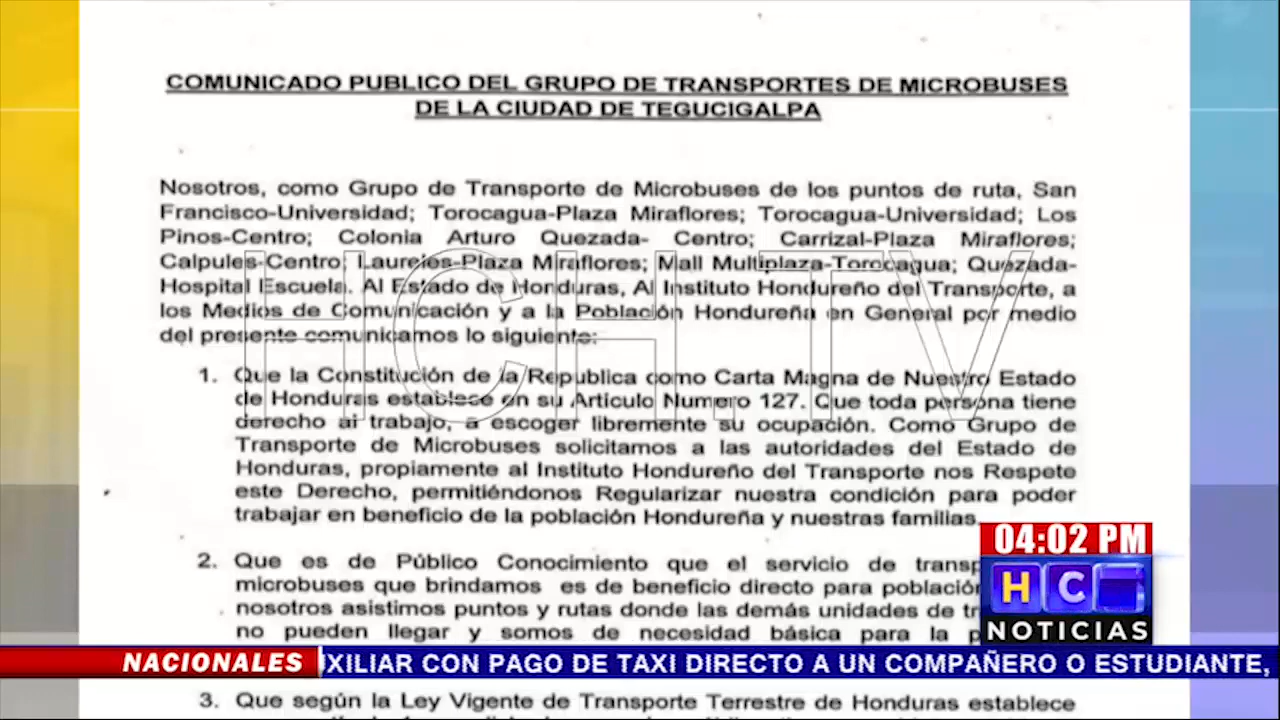 COMUNICADO PUBLICO DEL GRUPO DE TRANSPORTES DE MICROBUSES
DE LA CIUDAD DE TEGUCIGALPA
Nosotros, como Grupo de Transporte de Microbuses de los puntos de ruta, San
Francisco-Universidad; Torocagua-Plaza Miraflores; Torocagua-Universidad; Los
Pinos-Centro; Colonia Arturo Quezada- Centro; Carrizal-Plaza Miraflores;
Calpules-Centro; Laureles-Plaza Miraflores; Mall Multiplaza-Torocagua; Quezada-
Hospital Escuela. Al Estado de Honduras, Al Instituto Hondureño del Transporte, a
los Medios de Comunicación y a la Población Hondureña en General por medio
del presente comunicamos lo siguiente:
HCH.TV
1. Que la Constitución de la Republica como Carta Magna de Nuestro Estado
de Honduras establece en su Artículo Numero 127. Que toda persona tiene
derecho al trabajo, a escoger libremente su ocupación. Como Grupo de
Transporte de Microbuses solicitamos a las autoridades del Estado de
Honduras, propiamente al Instituto Hondureño del Transporte nos Respete
este Derecho, permitiéndonos Regularizar nuestra condición para poder
trabajar en beneficio de la población Hondureña y nuestras familias.
2. Que es de Público Conocimiento que el servicio de transp
microbuses que brindamos es de beneficio directo para población
nosotros asistimos puntos y rutas donde las demás unidades de tr
no pueden llegar y somos de necesidad básica para la p
04:02 PM
HC
NOTICIAS
NACIONALES
UXILIAR CON PAGO DE TAXI DIRECTO A UN COMPAÑERO O ESTUDIANTE,
3. Que según la Ley Vigente de Transporte Terrestre de Honduras establece